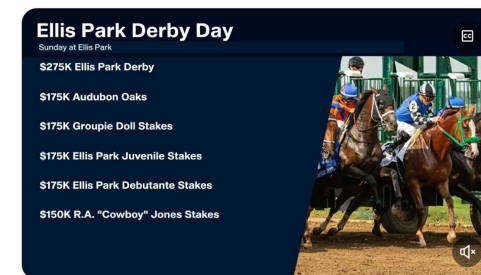 Ellis Park Derby Day
Sunday at Ellis Park
CC
$275K Ellis Park Derby
$175K Audubon Oaks
$175K Groupie Doll Stakes
$175K Ellis Park Juvenile Stakes
$175K Ellis Park Debutante Stakes
$150K R.A. "Cowboy" Jones Stakes